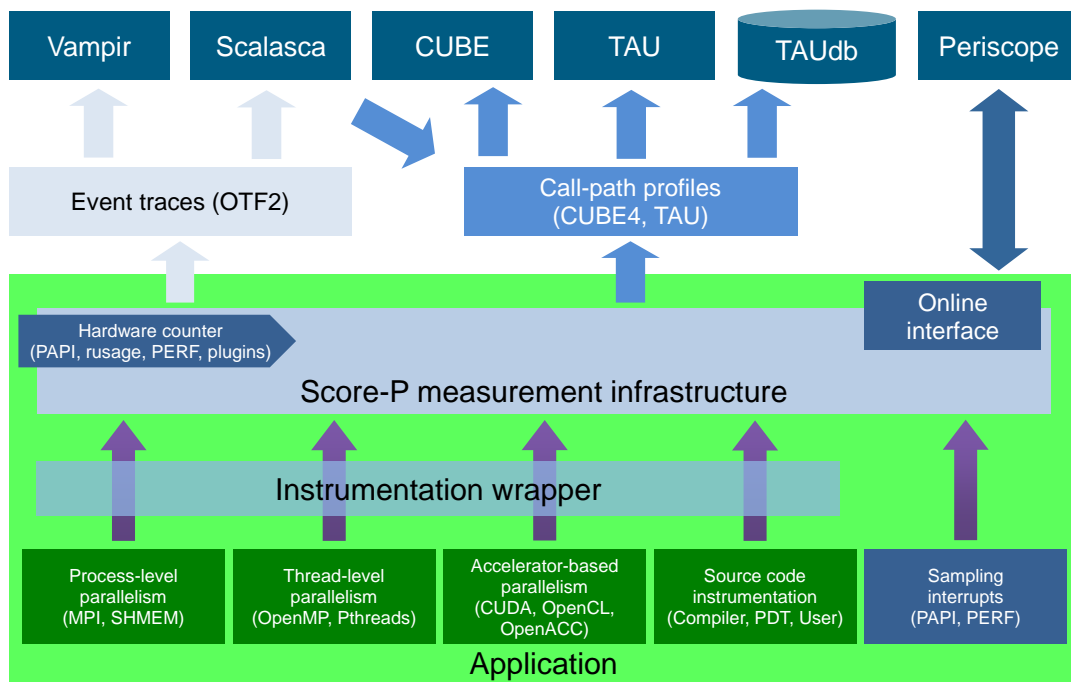 Vampir
Scalasca
CUBE
TAU
TAUdb
Periscope
Event traces (OTF2)
Call-path profiles
(CUBE4, TAU)
Online
interface
Hardware counter
(PAPI, rusage, PERF, plugins)
Score-P measurement infrastructure
Instrumentation wrapper
Process-level
parallelism
(MPI, SHMEM)
Thread-level
parallelism
(OpenMP, Pthreads)
Accelerator-based
parallelism
(CUDA, OpenCL,
OpenACC)
Source code
instrumentation
(Compiler, PDT, User)
Sampling
interrupts
(PAPI, PERF)
Application